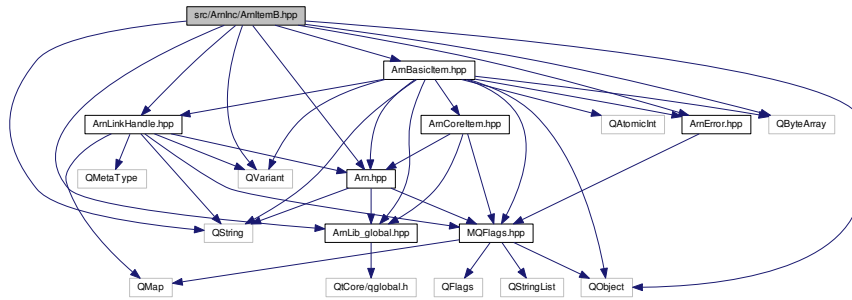 src/ArnInc/ArnItemB.hpp
ArnBasicItem.hpp
ArnLinkHandle.hpp
ArnCoreItem.hpp
QAtomicInt
ArnError.hpp
QByteArray
QMetaType
QVariant
Arn.hpp
QString
ArnLib_global.hpp
MQFlags.hpp
QMap
QtCore/qglobal.h
QFlags
QStringList
QObject